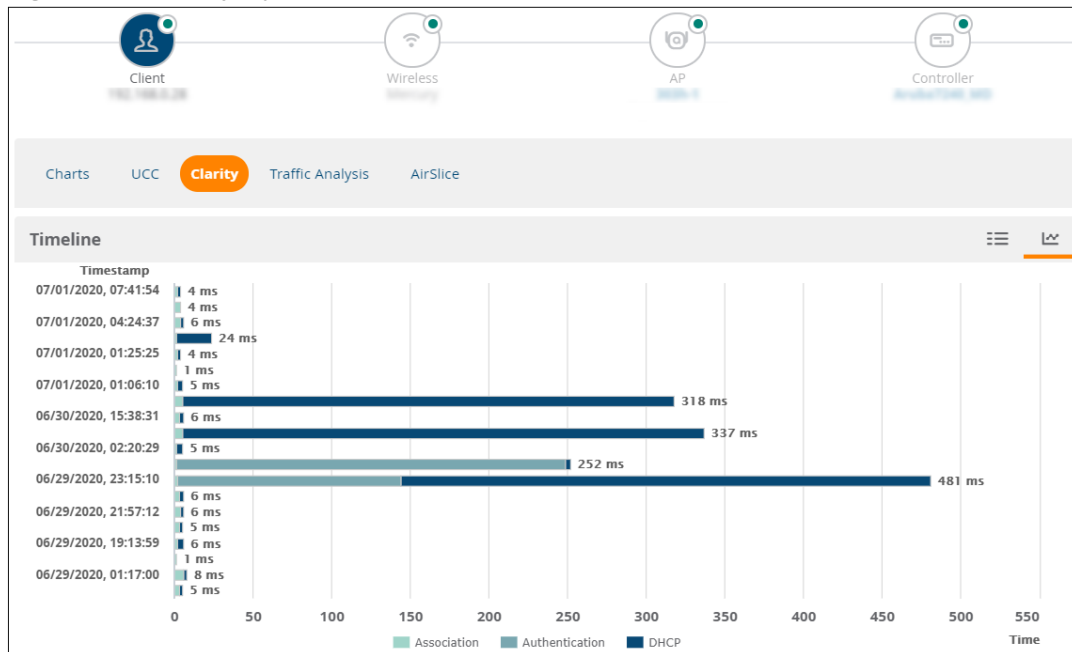 Client Wireless AP Controller
Charts UCC Clarity Traffic Analysis AirSlice
Timeline
Timestamp
07/01/2020, 07:41:54 4 ms
4 ms
07/01/2020, 04:24:37 6 ms
24 ms
07/01/2020, 01:25:25 4 ms
1 ms
07/01/2020, 01:06:10 5 ms
318 ms
06/30/2020, 15:38:31 6 ms
337 ms
06/30/2020, 02:20:29 5 ms
252 ms
06/29/2020, 23:15:10 481 ms
6 ms
06/29/2020, 21:57:12 6 ms
5 ms
06/29/2020, 19:13:59 6 ms
1 ms
06/29/2020, 01:17:00 8 ms
5 ms
0 50 100 150 200 250 300 350 400 450 500 550
Time
Association Authentication DHCP